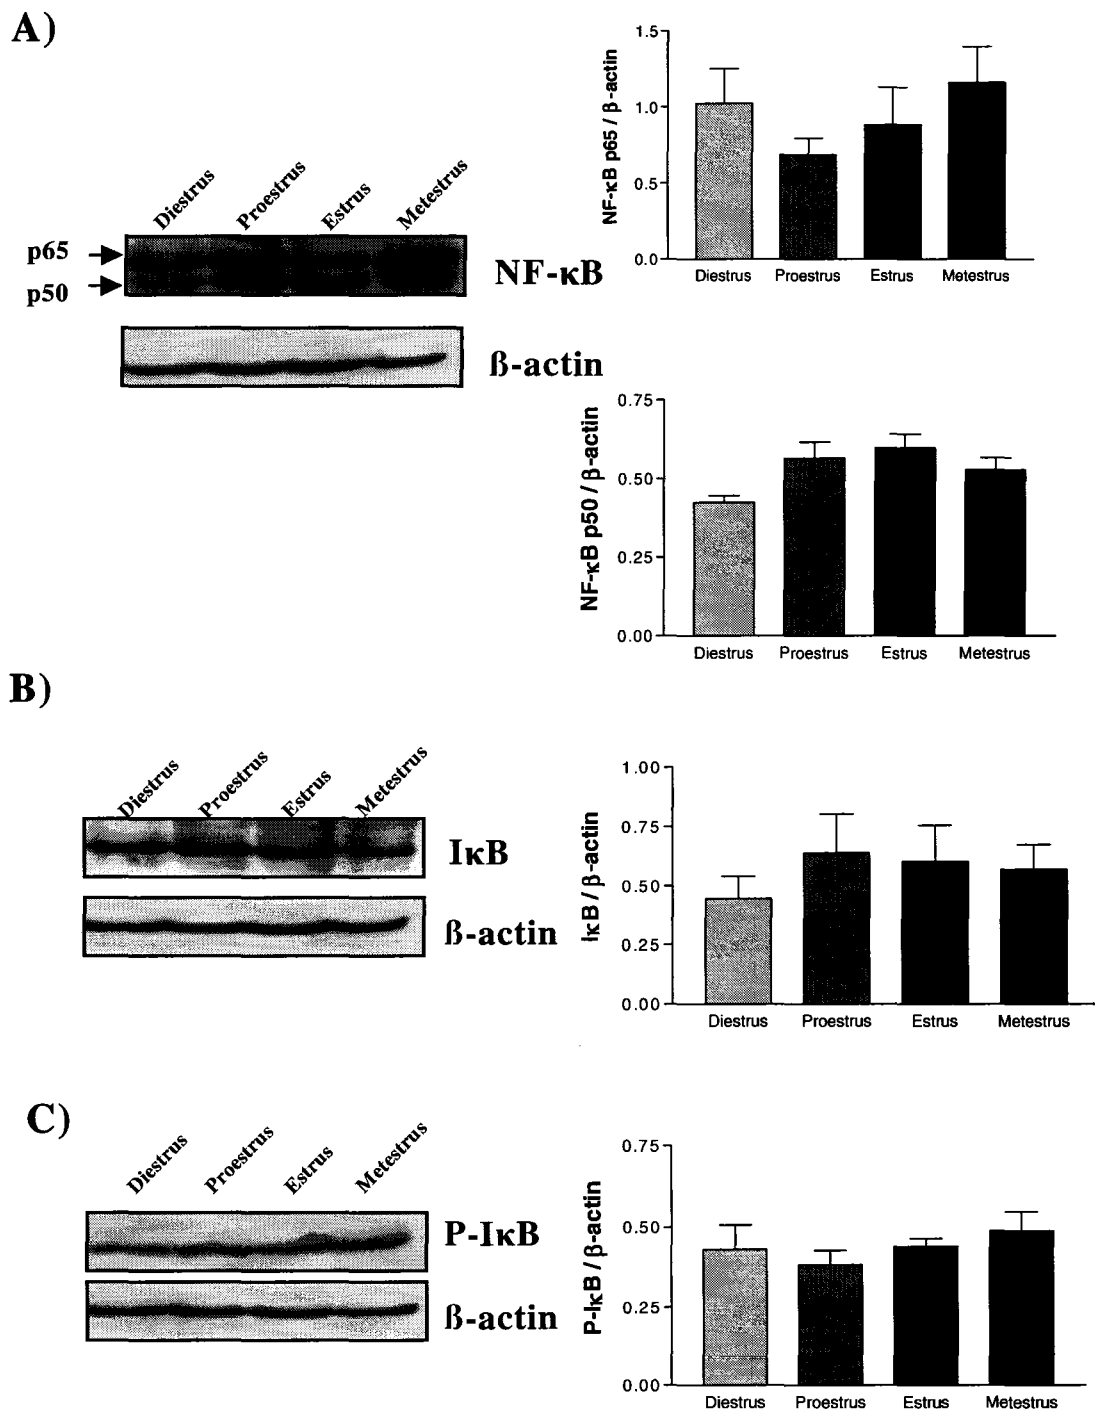 A)
Diestrus
Proestrus
Estrus
Metestrus
p65
p50
NF-κB
ß-actin
NF-κB p65 / β-actin
1.5
1.0
0.5
0.0
Diestrus Proestrus Estrus Metestrus
NF-κB p50 / β-actin
0.75
0.50
0.25
0.00
Diestrus Proestrus Estrus Metestrus
B)
Diestrus
Proestrus
Estrus
Metestrus
IκB
ß-actin
IκB / β-actin
1.00
0.75
0.50
0.25
0.00
Diestrus Proestrus Estrus Metestrus
C)
Diestrus
Proestrus
Estrus
Metestrus
P-IκB
ß-actin
P-IκB / β-actin
0.75
0.50
0.25
0.00
Diestrus Proestrus Estrus Metestrus